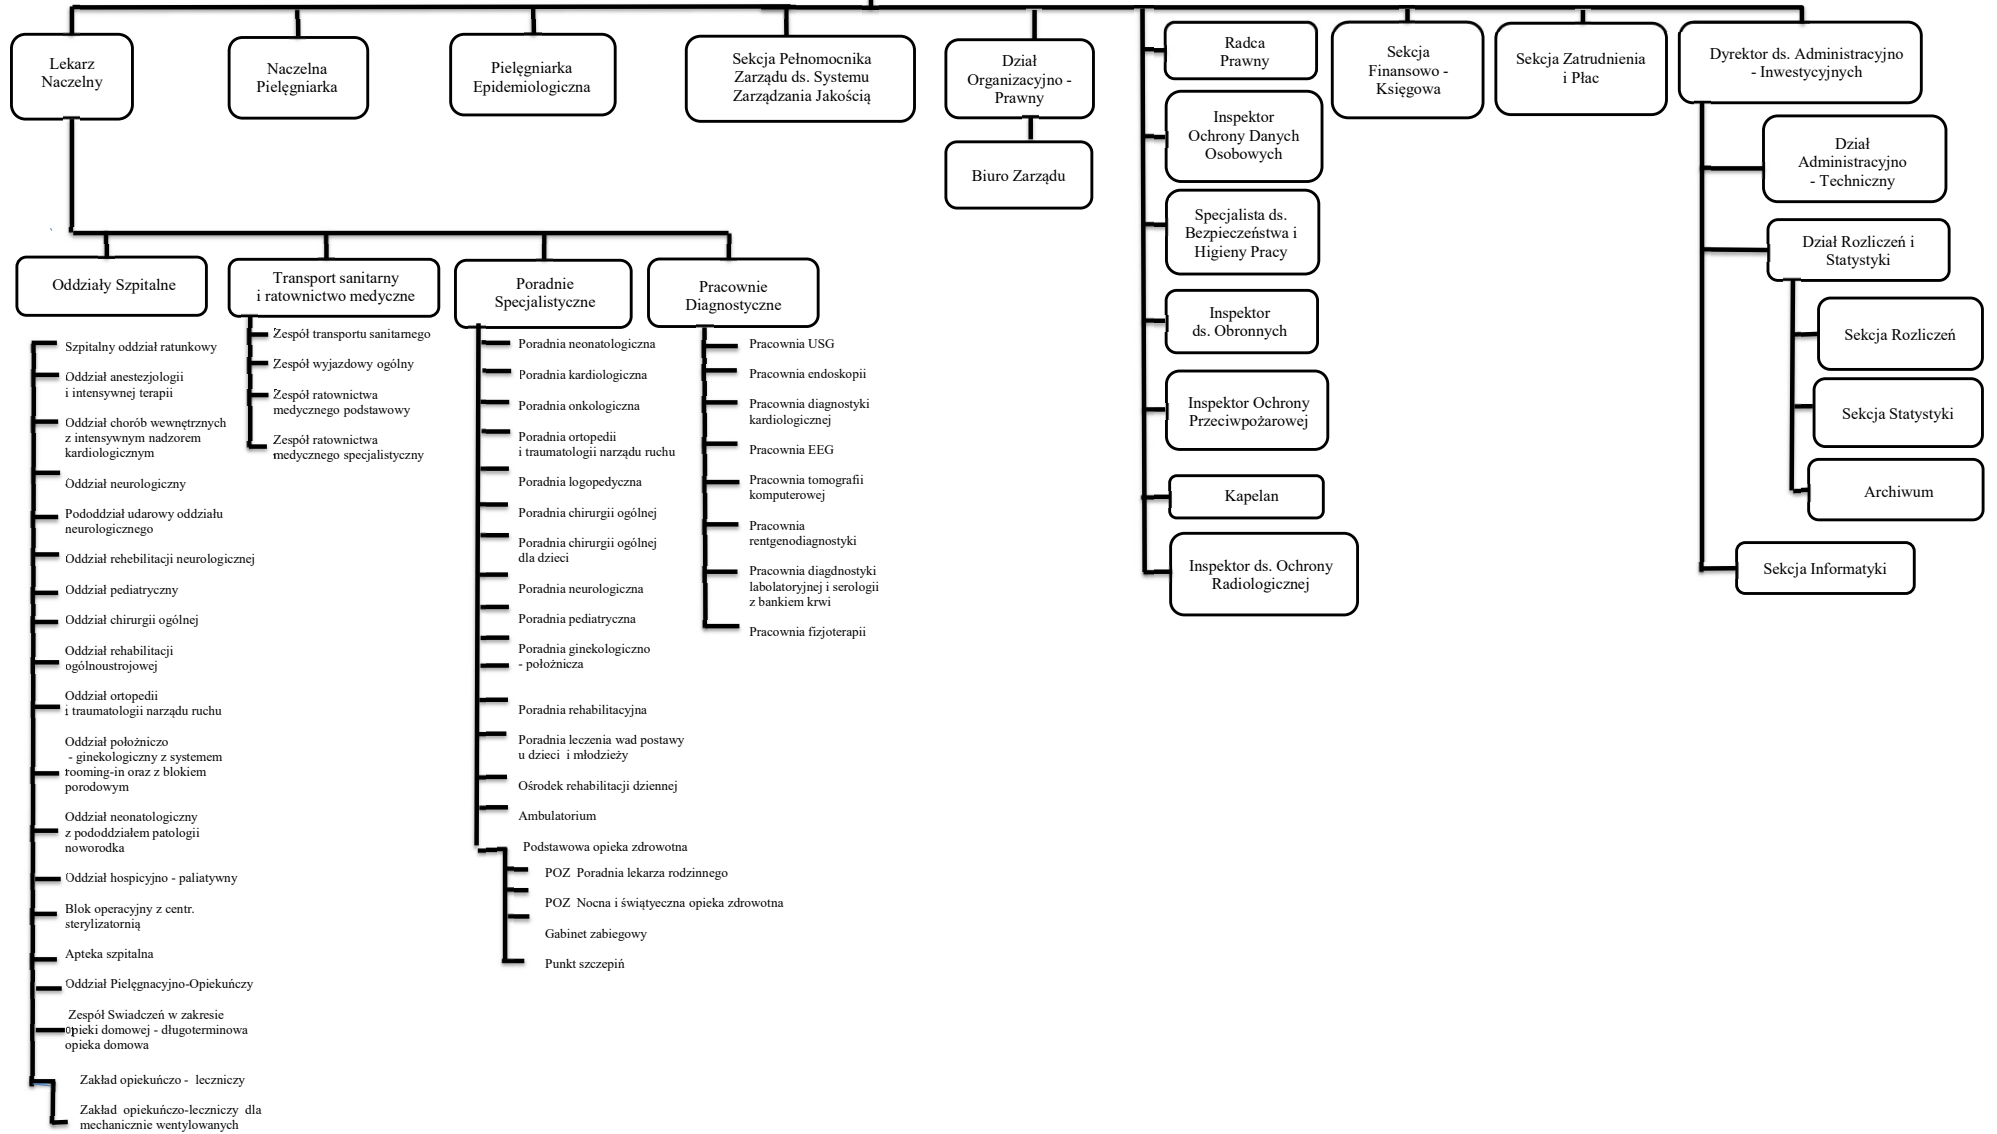 Lekarz
Naczelny
Naczelna
Pielęgniarka
Pielęgniarka
Epidemiologiczna
Sekcja Pełnomocnika
Zarządu ds. Systemu
Zarządzania Jakością
Dział
Organizacyjno -
Prawny
Biuro Zarządu
Radca
Prawny
Inspektor
Ochrony Danych
Osobowych
Specjalista ds.
Bezpieczeństwa i
Higieny Pracy
Inspektor
ds. Obronnych
Inspektor Ochrony
Przeciwpożarowej
Kapelan
Inspektor ds. Ochrony
Radiologicznej
Sekcja
Finansowo -
Księgowa
Sekcja Zatrudnienia
i Płac
Dyrektor ds. Administracyjno
- Inwestycyjnych
Dział
Administracyjno
- Techniczny
Dział Rozliczeń i
Statystyki
Sekcja Rozliczeń
Sekcja Statystyki
Archiwum
Sekcja Informatyki
Oddziały Szpitalne
Szpitalny oddział ratunkowy
Oddział anestezjologii
i intensywnej terapii
Oddział chorób wewnętrznych
z intensywnym nadzorem
kardiologicznym
Oddział neurologiczny
Pododdział udarowy oddziału
neurologicznego
Oddział rehebilitacji neurologicznej
Oddział pediatryczny
Oddział chirurgii ogólnej
Oddział rehabilitacji
ogólnoustrojowej
Oddział ortopedii
i traumatologii narządu ruchu
Oddział położniczo
- ginekologiczny z systemem
rooming-in oraz z blokiem
porodowym
Oddział neonatologiczny
z pododdziałem patologii
noworodka
Oddział hospicyjno - paliatywny
Blok operacyjny z centr.
sterylizatornią
Apteka szpitalna
Oddział Pielęgnacyjno-Opiekuńczy
Zespół Swiadczeń w zakresie
opieki domowej - długoterminowa
opieka domowa
Zakład opiekuńczo - leczniczy
Zakład opiekuńczo-leczniczy dla
mechanicznie wentylowanych
Transport sanitarny
i ratownictwo medyczne
Zespół transportu sanitarnego
Zespół wyjazdowy ogólny
Zespół ratownictwa
medycznego podstawowy
Zespół ratownictwa
medycznego specjalistyczny
Poradnie
Specjalistyczne
Poradnia neonatologiczna
Poradnia kardiologiczna
Poradnia onkologiczna
Poradnia ortopedii
i traumatologii narządu ruchu
Poradnia logopedyczna
Poradnia chirurgii ogólnej
Poradnia chirurgii ogólnej
dla dzieci
Poradnia neurologiczna
Poradnia pediatryczna
Poradnia ginekologiczno
- położnicza
Poradnia rehabilitacyjna
Poradnia leczenia wad postawy
u dzieci i młodzieży
Ośrodek rehabilitacji dziennej
Ambulatorium
Podstawowa opieka zdrowotna
POZ Poradnia lekarza rodzinnego
POZ Nocna i świątyeczna opieka zdrowotna
Gabinet zabiegowy
Punkt szczepiń
Pracownie
Diagnostyczne
Pracownia USG
Pracownia endoskopii
Pracownia diagnostyki
kardiologicznej
Pracownia EEG
Pracownia tomografii
komputerowej
Pracownia
rentgenodiagnostyki
Pracownia diagdnostyki
labolatoryjnej i serologii
z bankiem krwi
Pracownia fizjoterapii